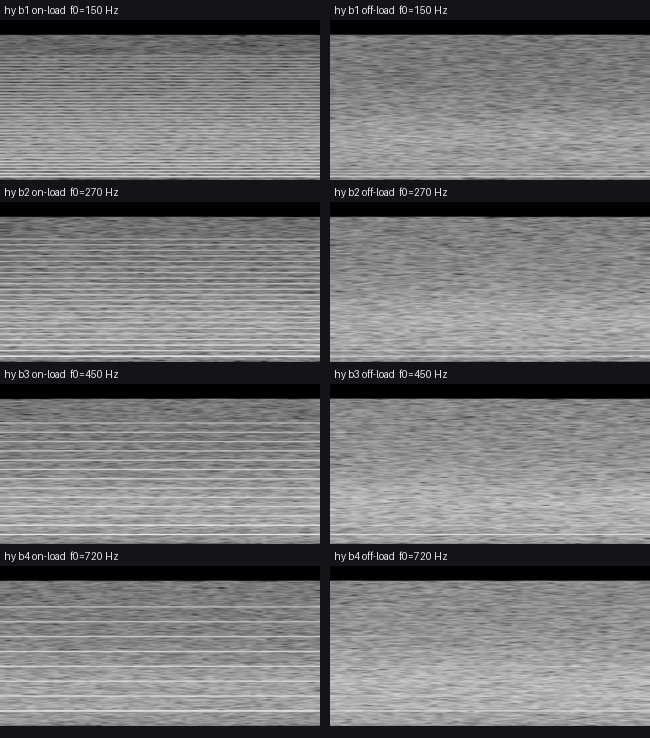 hy b1 on-load f0=150 Hz
hy b1 off-load f0=150 Hz
hy b2 on-load f0=270 Hz
hy b2 off-load f0=270 Hz
hy b3 on-load f0=450 Hz
hy b3 off-load f0=450 Hz
hy b4 on-load f0=720 Hz
hy b4 off-load f0=720 Hz